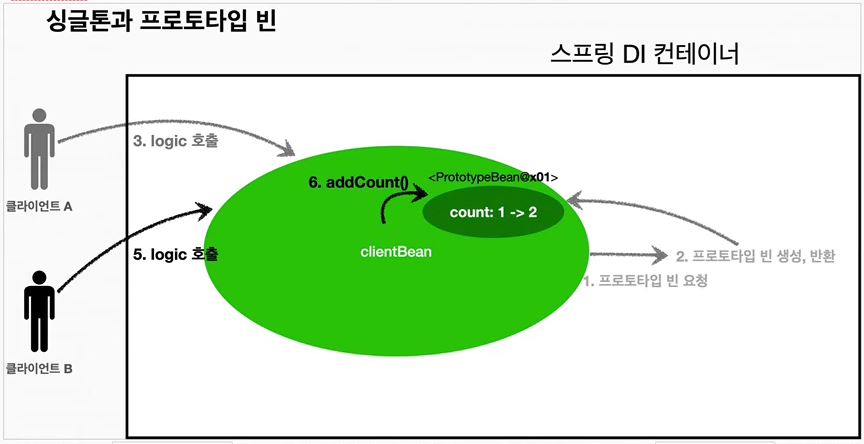 싱글톤과 프로토타입 빈
스프링 DI 컨테이너
3. logic 호출
클라이언트 A
6. addCount()
<PrototypeBean@x01>
count: 1 -> 2
5. logic 호출
clientBean
2. 프로토타입 빈 생성, 반환
1. 프로토타입 빈 요청
클라이언트 B